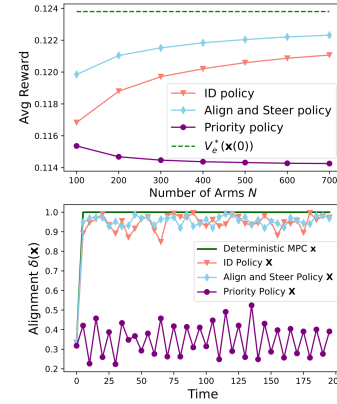 0.124
0.122
0.120
0.118
0.116
0.114
Avg Reward
ID policy
Align and Steer policy
Priority policy
V*e(x(0))
100 200 300 400 500 600 700
Number of Arms N
1.0
0.9
0.8
0.7
0.6
0.5
0.4
0.3
0.2
Alignment δ(x)
Deterministic MPC x
ID Policy X
Align and Steer Policy X
Priority Policy X
0 25 50 75 100 125 150 175 200
Time